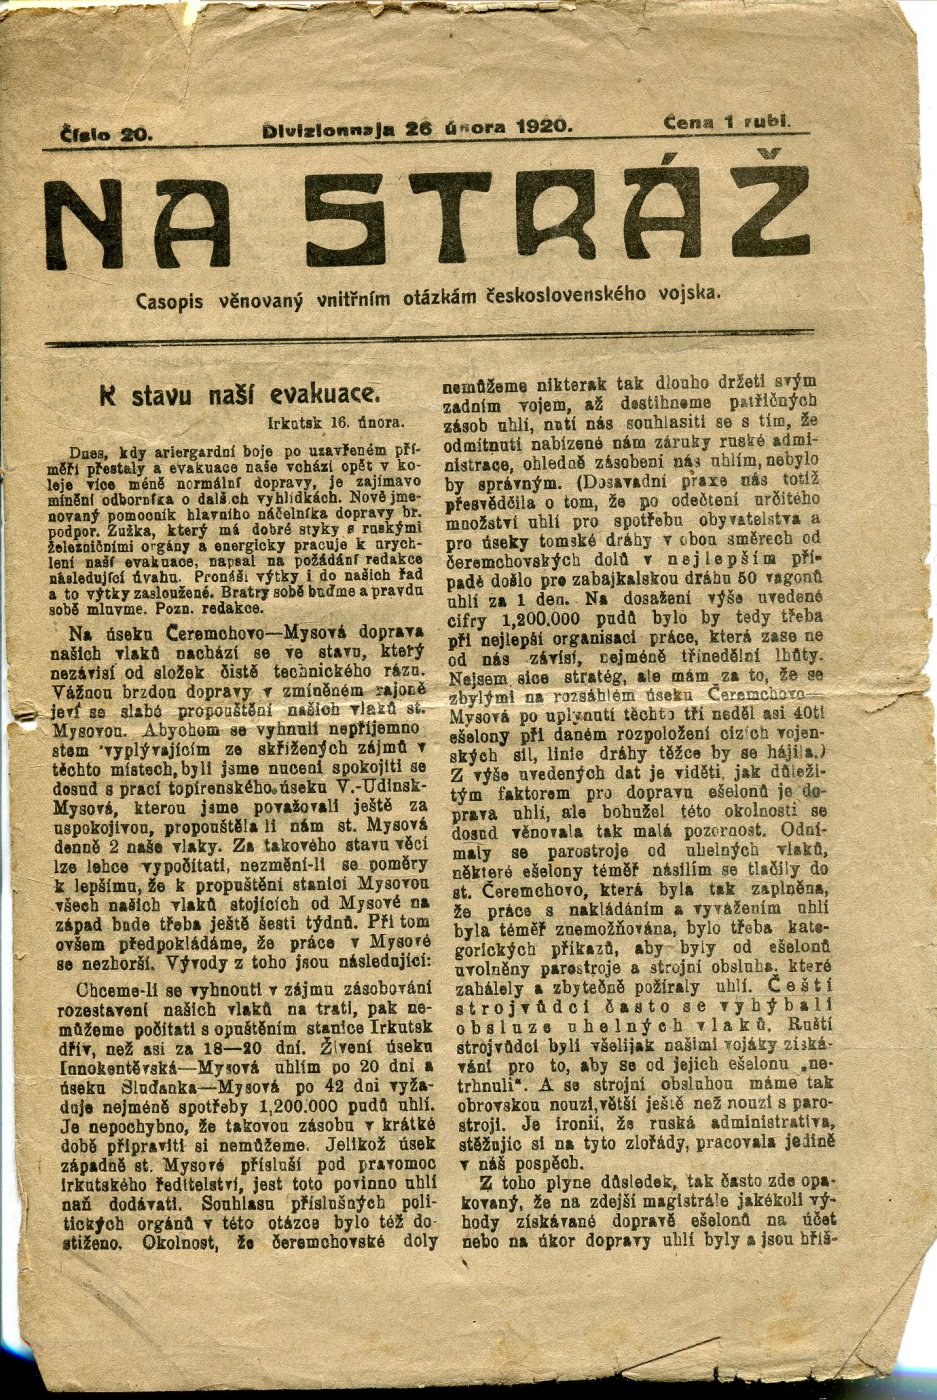 Číslo 20.
Divizionnaja 26 února 1920.
Cena 1 rubl.
NA STRÁŽ
Časopis věnovaný vnitřním otázkám československého vojska.
K stavu naší evakuace.
Irkutsk 16. února.
Dnes, kdy ariergardní boje po uzavřeném pří-
měří přestaly a evakuace naše vchází opět v ko-
leje více méně normální dopravy, je zajímavo
mínění odborníka o dalších vyhlídkách. Nově jme-
novaný pomocník hlavního náčelníka dopravy br.
podpor. Zužka, který má dobré styky s ruskými
železničními orgány a energicky pracuje k urych-
lení naší evakuace, napsal na požádání redakce
následující úvahu. Pronáší výtky i do našich řad
a to výtky zasloužené. Bratry sobě buďme a pravdu
sobě mluvme. Pozn. redakce.
Na úseku Čeremchovo—Mysová doprava
našich vlaků nachází se ve stavu, který
nezávisí od složek čistě technického rázu.
Vážnou brzdou dopravy v zmíněném rajoně
jeví se slabé propouštění našich vlaků st.
Mysovou. Abychom se vyhnuli nepříjemno
stem vyplývajícím ze skřížených zájmů v
těchto místech, byli jsme nuceni spokojiti se
dosud s prací topírenského úseku V.-Udinsk-
Mysová, kterou jsme považovali ještě za
uspokojivou, propouštěla li nám st. Mysová
denně 2 naše vlaky. Za takového stavu věcí
lze lehce vypočítati, nezmění-li se poměry
k lepšímu, že k propuštění stanicí Mysovou
všech našich vlaků stojících od Mysové na
západ bude třeba ještě šesti týdnů. Při tom
ovšem předpokládáme, že práce v Mysové
se nezhorší. Vývody z toho jsou následující:
Chceme-li se vyhnouti v zájmu zásobování
rozestavení našich vlaků na trati, pak ne-
můžeme počítati s opuštěním stanice Irkutsk
dřív, než asi za 18—20 dní. Živení úseku
Innokentěvská—Mysová uhlím po 20 dní a
úseku Sludanka—Mysová po 42 dni vyža-
duje nejméně spotřeby 1,200.000 pudů uhlí.
Je nepochybno, že takovou zásobu v krátké
době připraviti si nemůžeme. Jelikož úsek
západně st. Mysové přísluší pod pravomoc
irkutského ředitelství, jest toto povinno uhlí
naň dodávati. Souhlasu příslušných poli-
tických orgánů v této otázce bylo též do-
stiženo. Okolnost, že čeremchovské doly
nemůžeme nikterak tak dlouho držeti svým
zadním vojem, až dostihneme patřičných
zásob uhlí, nutí nás souhlasiti se s tím, že
odmítnutí nabízené nám záruky ruské admi-
nistrace, ohledně zásobení nás uhlím, nebylo
by správným. (Dosavadní praxe nás totiž
přesvědčila o tom, že po odečtení určitého
množství uhlí pro spotřebu obyvatelstva a
pro úseky tomské dráhy v obou směrech od
čeremchovských dolů v nejlepším pří-
padě došlo pro zabajkalskou dráhu 50 vagonů
uhlí za 1 den. Na dosažení výše uvedené
cifry 1,200.000 pudů bylo by tedy třeba
při nejlepší organisaci práce, která zase ne
od nás závisí, nejméně třínedělní lhůty.
Nejsem sice stratég, ale mám za to, že se
zbylými na rozsáhlém úseku Čeremchovo—
Mysová po uplynutí těchto tří neděl asi 40ti
ešelony při daném rozpoložení cizích vojen-
ských sil, linie dráhy těžce by se hájila.)
Z výše uvedených dat je viděti, jak důleži-
tým faktorem pro dopravu ešelonů je do-
prava uhlí, ale bohužel této okolnosti se
dosud věnovala tak malá pozornost. Odní-
maly se parostroje od uhelných vlaků,
některé ešelony téměř násilím se tlačily do
st. Čeremchovo, která byla tak zaplněna,
že práce s nakládáním a vyvážením uhlí
byla téměř znemožňována, bylo třeba kate-
gorických příkazů, aby byly od ešelonů
uvolněny parostroje a strojní obsluha, které
zahálely a zbytečně požíraly uhlí. Čeští
strojvůdci často se vyhýbali
obsluze uhelných vlaků. Ruští
strojvůdci byli všelijak našimi vojáky získá-
váni pro to, aby se od jejich ešelonu „ne-
trhnuli“. A se strojní obsluhou máme tak
obrovskou nouzi, větší ještě než nouzi s paro-
stroji. Je ironií, že ruská administrativa,
stěžujíc si na tyto zlořády, pracovala jedině
v náš pospěch.
Z toho plyne důsledek, tak často zde opa-
kovaný, že na zdejší magistrále jakékoli vý-
hody získávané dopravě ešelonů na účet
nebo na úkor dopravy uhlí byly a jsou hříš-